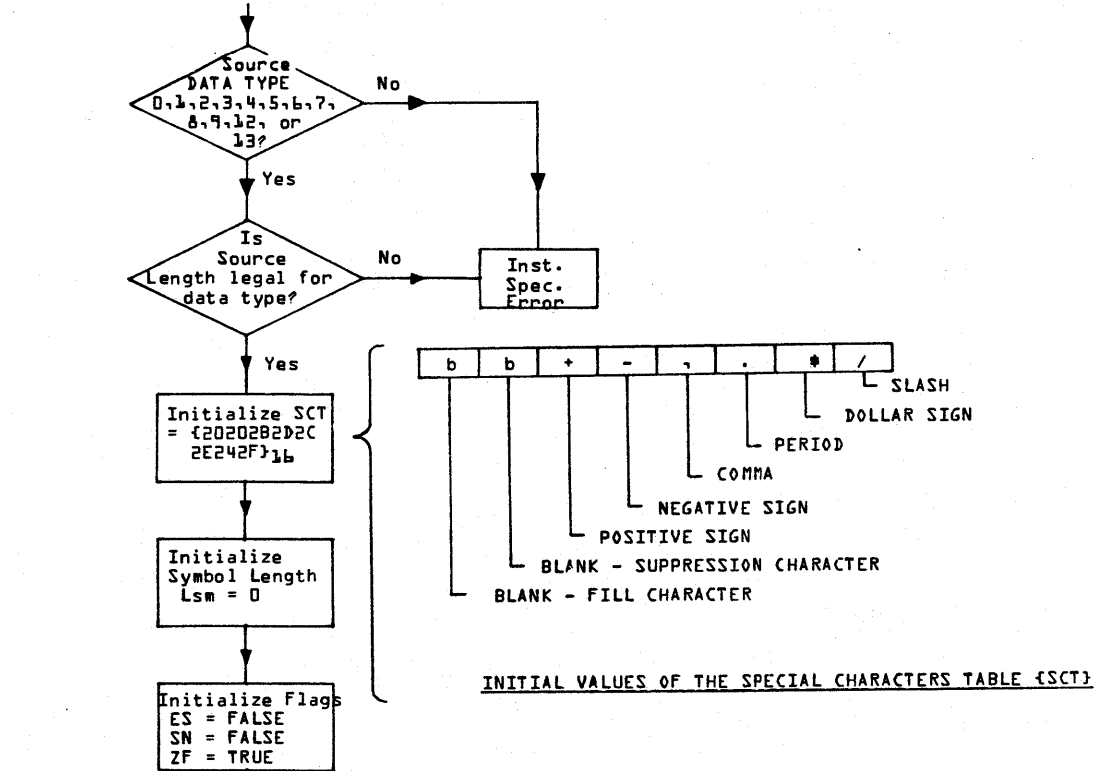 Source
DATA TYPE
0,1,2,3,4,5,6,7,
8,9,12, or
13?
No
Yes
Is
Source
Length legal for
data type?
No
Inst.
Spec.
Error
Yes
Initialize SCT
= {20202B2D2C
2E242F}16
b b + - , . $ /
SLASH
DOLLAR SIGN
PERIOD
COMMA
NEGATIVE SIGN
POSITIVE SIGN
BLANK - SUPPRESSION CHARACTER
BLANK - FILL CHARACTER
Initialize
Symbol Length
Lsm = 0
Initialize Flags
ES = FALSE
SN = FALSE
ZF = TRUE
INITIAL VALUES OF THE SPECIAL CHARACTERS TABLE {SCT}